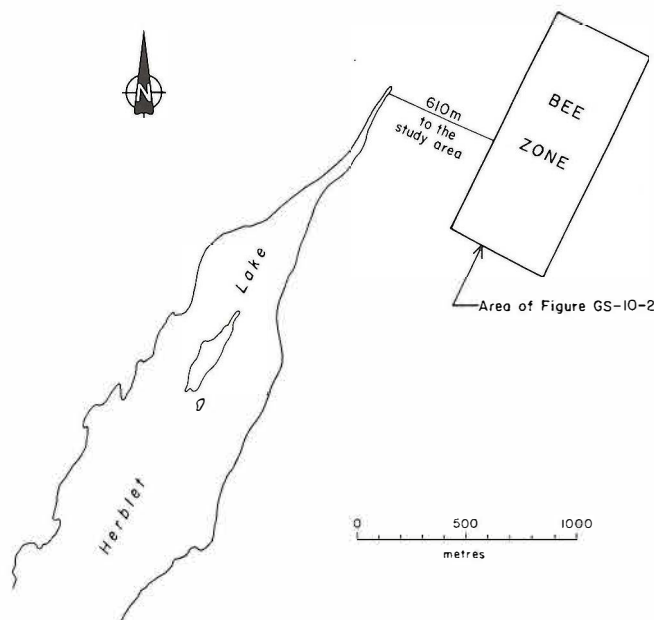 N
610m
to the
study area
BEE
ZONE
Lake
Area of Figure GS-10-2
Herblet
0 500 1000
metres